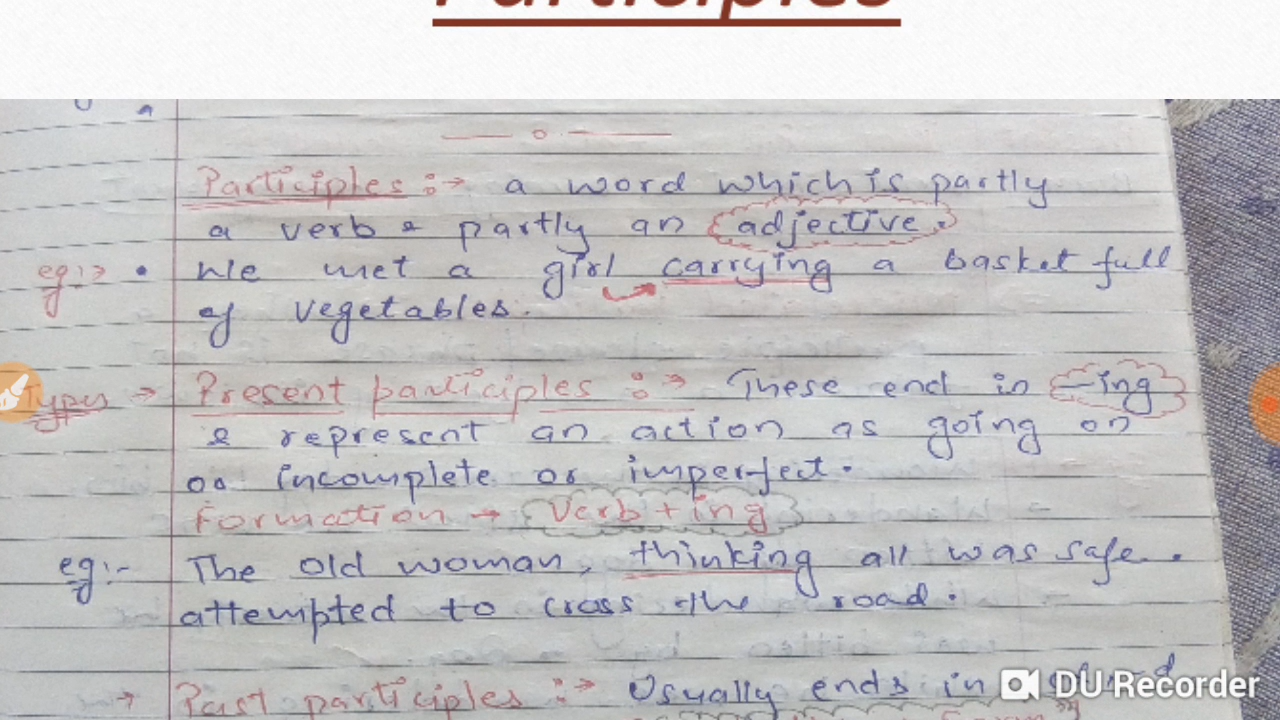 Participles
Participles :→ a word which is partly
a verb & partly an adjective.
eg:→ • We met a girl carrying a basket full
of vegetables.
Types → Present participles :→ These end in -ing
& represent an action as going on
or incomplete or imperfect.
Formation → Verb + ing
eg:- The old woman, thinking all was safe.
attempted to cross the road.
→ Past participles :→ Usually ends in
DU Recorder